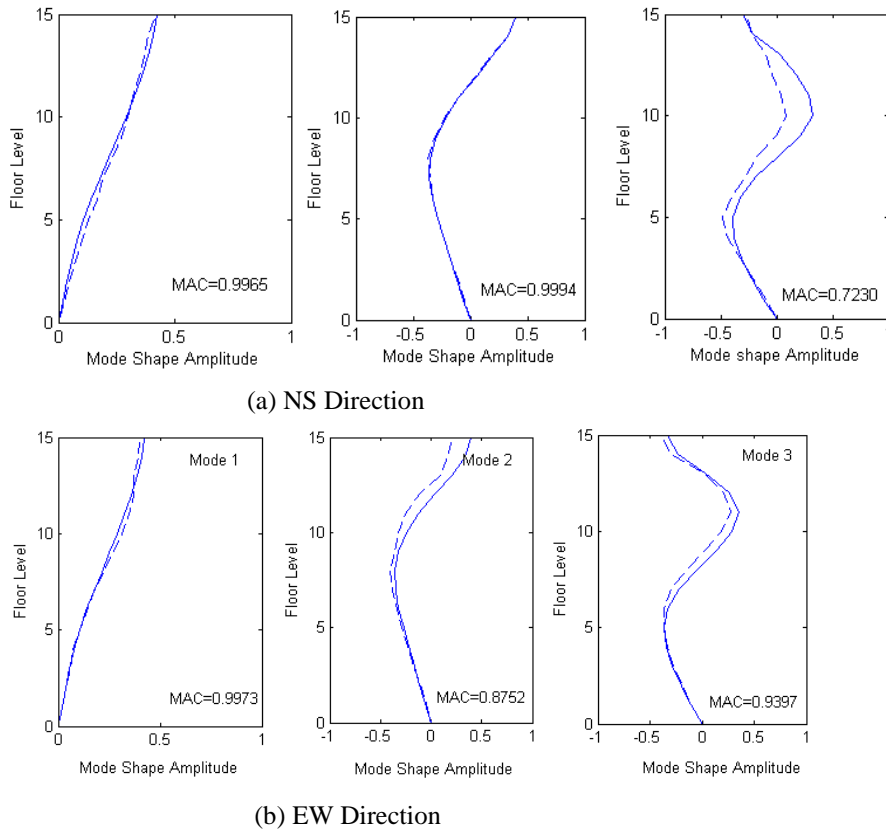 15
10
5
0
Floor Level
MAC=0.9965
0
0.5
1
Mode Shape Amplitude
15
10
5
0
Floor Level
MAC=0.9994
-1
-0.5
0
0.5
1
Mode Shape Amplitude
15
10
5
0
Floor Level
MAC=0.7230
-1
-0.5
0
0.5
Mode shape Amplitude
(a) NS Direction
15
10
5
0
Floor Level
Mode 1
MAC=0.9973
0
0.5
1
Mode Shape Amplitude
15
10
5
0
Floor Level
Mode 2
MAC=0.8752
-1
-0.5
0
0.5
1
Mode Shape Amplitude
15
10
5
0
Floor Level
Mode 3
MAC=0.9397
-1
-0.5
0
0.5
1
Mode Shape Amplitude
(b) EW Direction